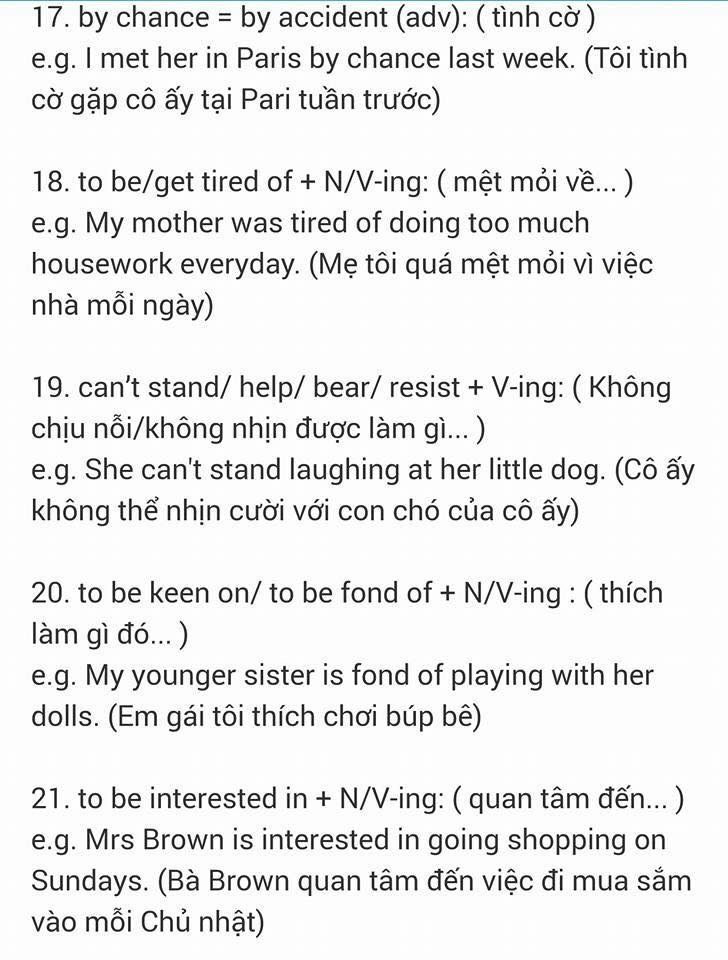 17. by chance = by accident (adv): ( tình cờ )
e.g. I met her in Paris by chance last week. (Tôi tình
cờ gặp cô ấy tại Pari tuần trước)
18. to be/get tired of + N/V-ing: ( mệt mỏi về... )
e.g. My mother was tired of doing too much
housework everyday. (Mẹ tôi quá mệt mỏi vì việc
nhà mỗi ngày)
19. can’t stand/ help/ bear/ resist + V-ing: ( Không
chịu nỗi/không nhịn được làm gì... )
e.g. She can't stand laughing at her little dog. (Cô ấy
không thể nhịn cười với con chó của cô ấy)
20. to be keen on/ to be fond of + N/V-ing : ( thích
làm gì đó... )
e.g. My younger sister is fond of playing with her
dolls. (Em gái tôi thích chơi búp bê)
21. to be interested in + N/V-ing: ( quan tâm đến... )
e.g. Mrs Brown is interested in going shopping on
Sundays. (Bà Brown quan tâm đến việc đi mua sắm
vào mỗi Chủ nhật)